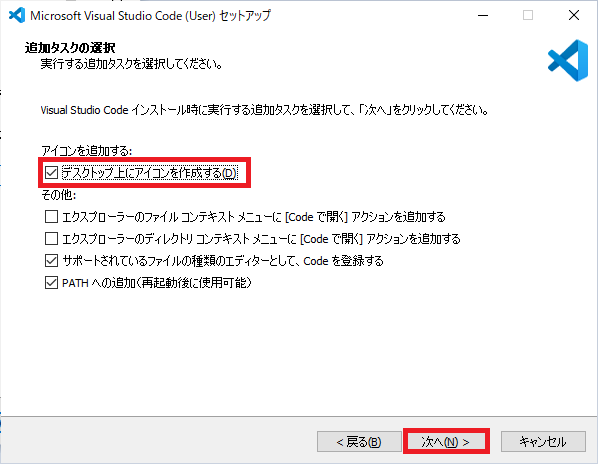 Microsoft Visual Studio Code (User) セットアップ
追加タスクの選択
実行する追加タスクを選択してください。
Visual Studio Code インストール時に実行する追加タスクを選択して、「次へ」をクリックしてください。
アイコンを追加する:
デスクトップ上にアイコンを作成する(D)
その他:
エクスプローラーのファイル コンテキスト メニューに [Code で開く] アクションを追加する
エクスプローラーのディレクトリ コンテキスト メニューに [Code で開く] アクションを追加する
サポートされているファイルの種類のエディターとして、Code を登録する
PATH への追加（再起動後に使用可能）
< 戻る(B) 次へ(N) > キャンセル